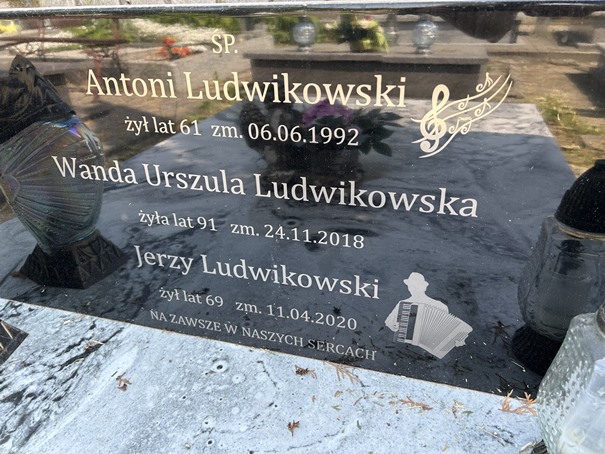 ŚP.
Antoni Ludwikowski
żył lat 61 zm. 06.06.1992
Wanda Urszula Ludwikowska
żyła lat 91 zm. 24.11.2018
Jerzy Ludwikowski
żył lat 69 zm. 11.04.2020
NA ZAWSZE W NASZYCH SERCACH